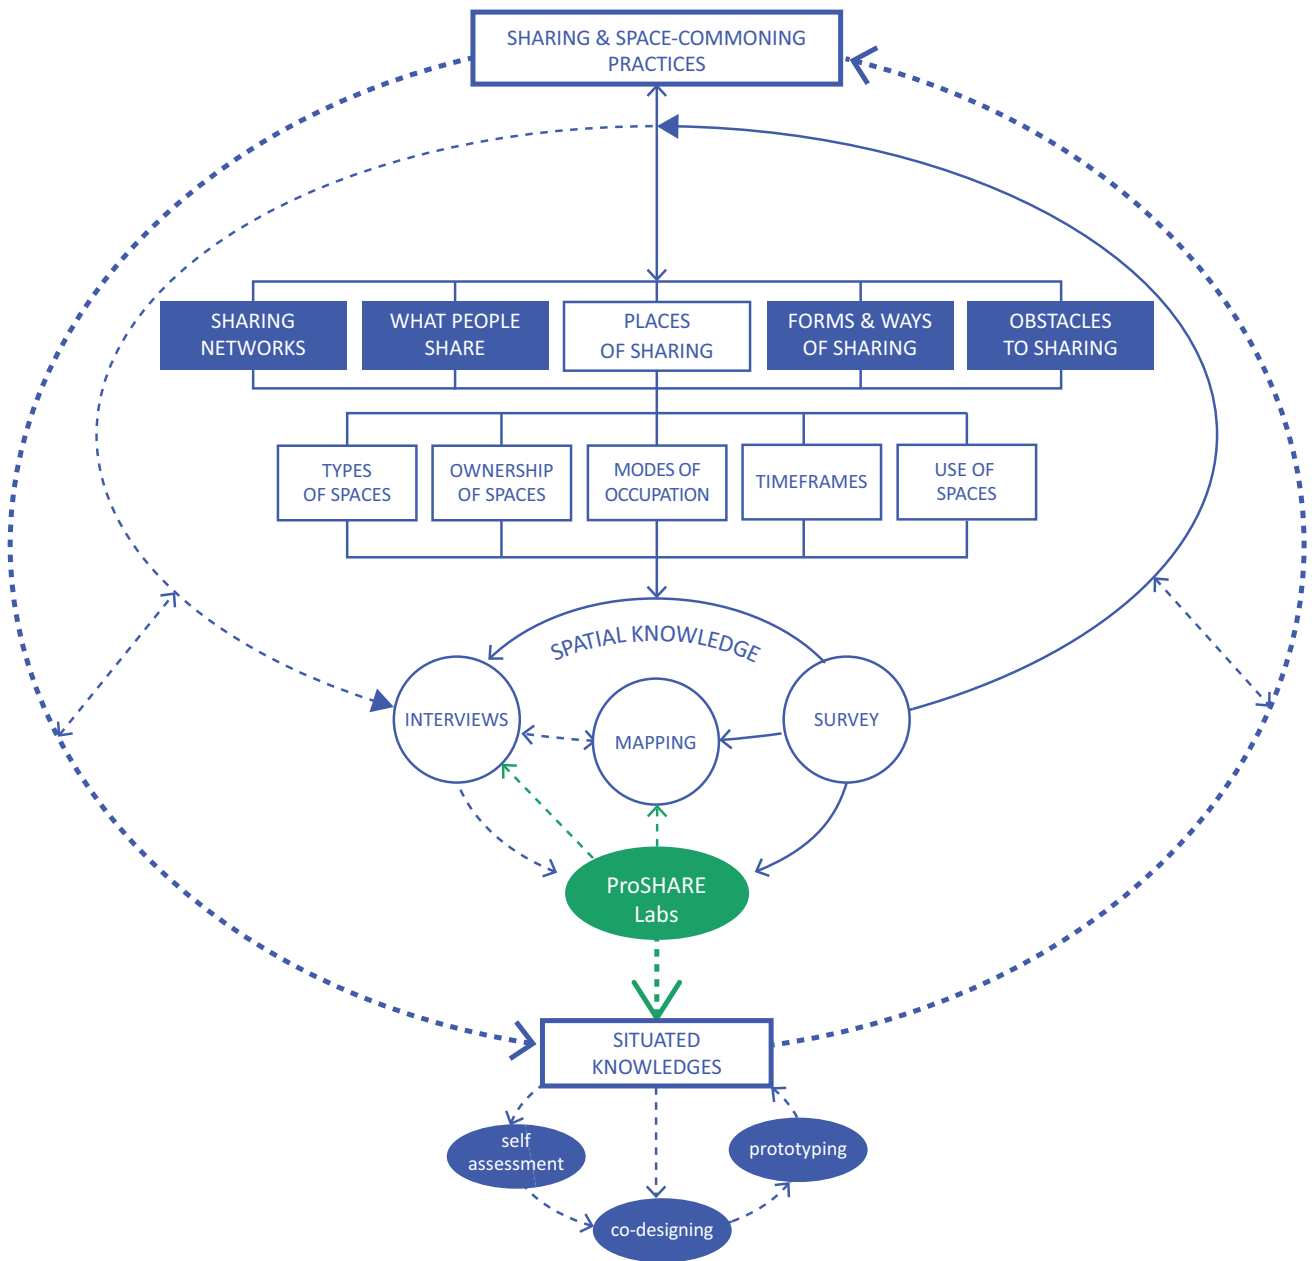 SHARING & SPACE-COMMONING
PRACTICES
SHARING
NETWORKS
WHAT PEOPLE
SHARE
PLACES
OF SHARING
FORMS & WAYS
OF SHARING
OBSTACLES
TO SHARING
TYPES
OF SPACES
OWNERSHIP
OF SPACES
MODES OF
OCCUPATION
TIMEFRAMES
USE OF
SPACES
SPATIAL KNOWLEDGE
INTERVIEWS
MAPPING
SURVEY
ProSHARE
Labs
SITUATED
KNOWLEDGES
self
assessment
prototyping
co-designing